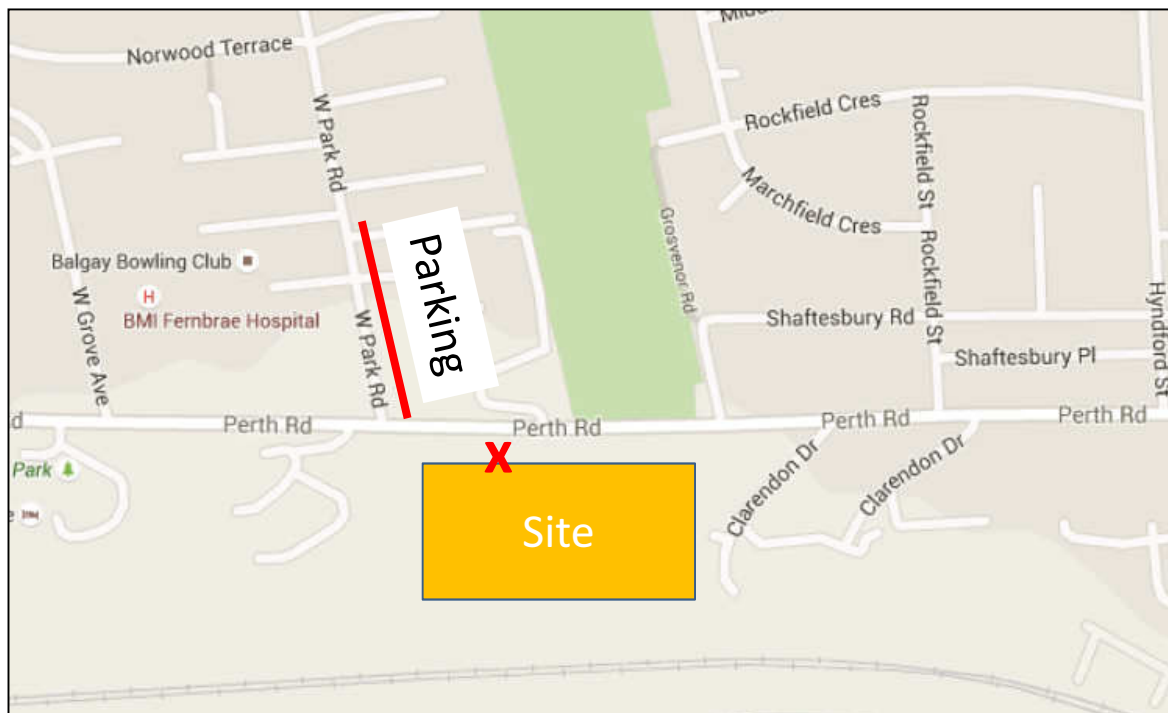 Norwood Terrace
W Park Rd
Rockfield Cres
Rockfield St
Marchfield Cres
Grosvenor Rd
Parking
Balgay Bowling Club
H
BMI Fernbrae Hospital
W Grove Ave
W Park Rd
Rockfield St
Shaftesbury Rd
Shaftesbury Pl
Hyndford St
d
Perth Rd
Perth Rd
Perth Rd
Perth Rd
X
Park
Clarendon Dr
Clarendon Dr
Site